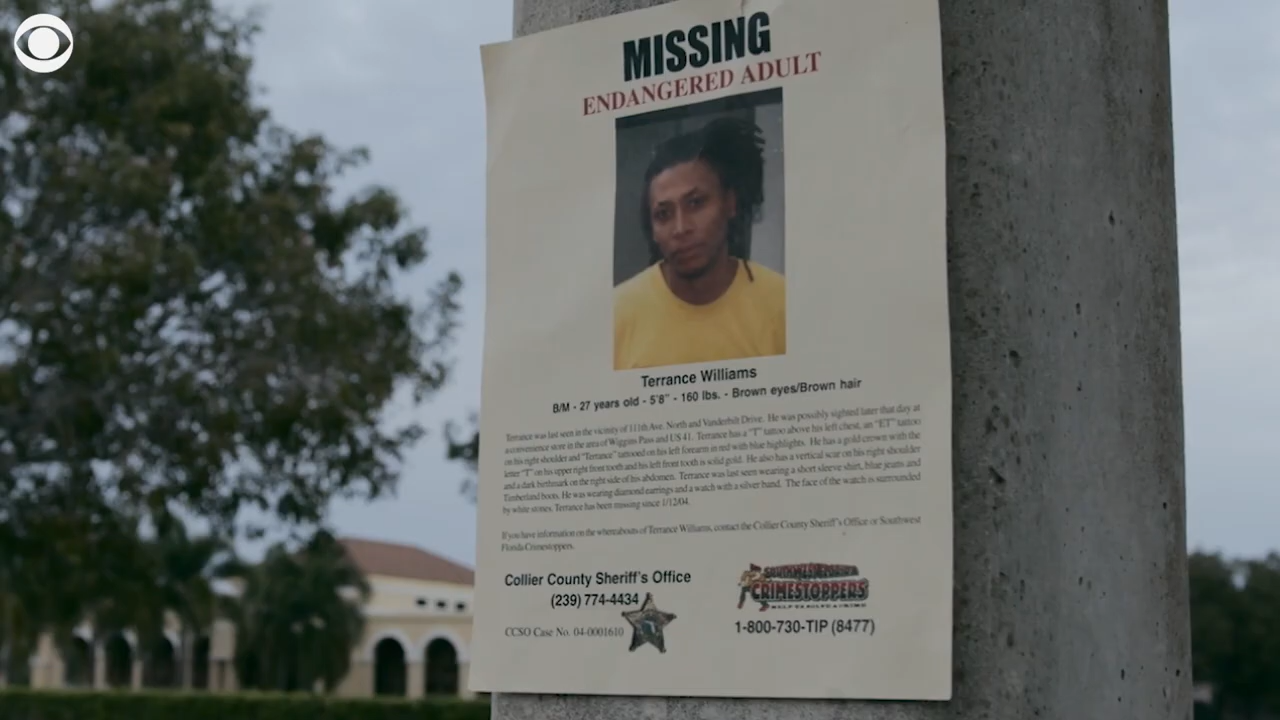 MISSING
ENDANGERED ADULT
Terrance Williams
B/M - 27 years old - 5'8" - 160 lbs. - Brown eyes/Brown hair
Terrance was last seen in the vicinity of 111th Ave. North and Vanderbilt Drive. He was possibly sighted later that day at
a convenience store in the area of Wiggins Pass and US 41. Terrance has a "T" tattoo above his left chest, an "ET" tattoo
on his right shoulder and "Terrance" tattooed on his left forearm in red with blue highlights. He has a gold crown with the
letter "T" on his upper right front tooth and his left front tooth is solid gold. He also has a vertical scar on his right shoulder
and a dark birthmark on the right side of his abdomen. Terrance was last seen wearing a short sleeve shirt, blue jeans and
Timberland boots. He was wearing diamond earrings and a watch with a silver band. The face of the watch is surrounded
by white stones. Terrance has been missing since 1/12/04.
If you have information on the whereabouts of Terrance Williams, contact the Collier County Sheriff's Office or Southwest
Florida Crimestoppers.
Collier County Sheriff's Office
(239) 774-4434
CCSO Case No. 04-0001610
SOUTHWEST FLORIDA
CRIMESTOPPERS
HELP US SOLVE A CRIME
1-800-730-TIP (8477)